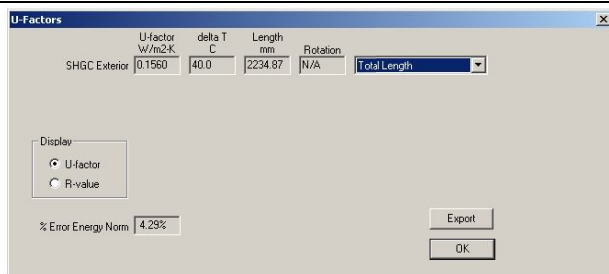 U-Factors
U-factor delta T Length
W/m2-K C mm Rotation
SHGC Exterior 0.1560 40.0 2234.87 N/A Total Length
Display
U-factor
R-value
% Error Energy Norm 4.29%
Export
OK